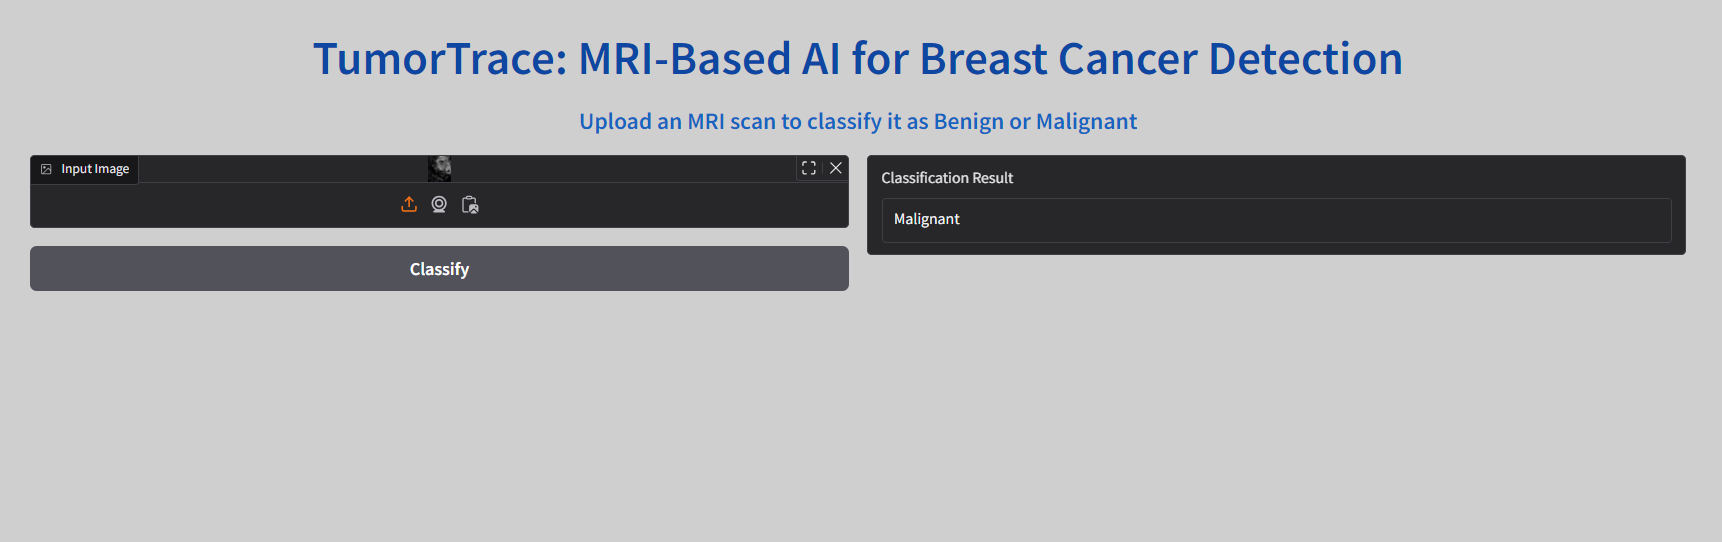 TumorTrace: MRI-Based AI for Breast Cancer Detection
Upload an MRI scan to classify it as Benign or Malignant
Input Image
Classify
Classification Result
Malignant